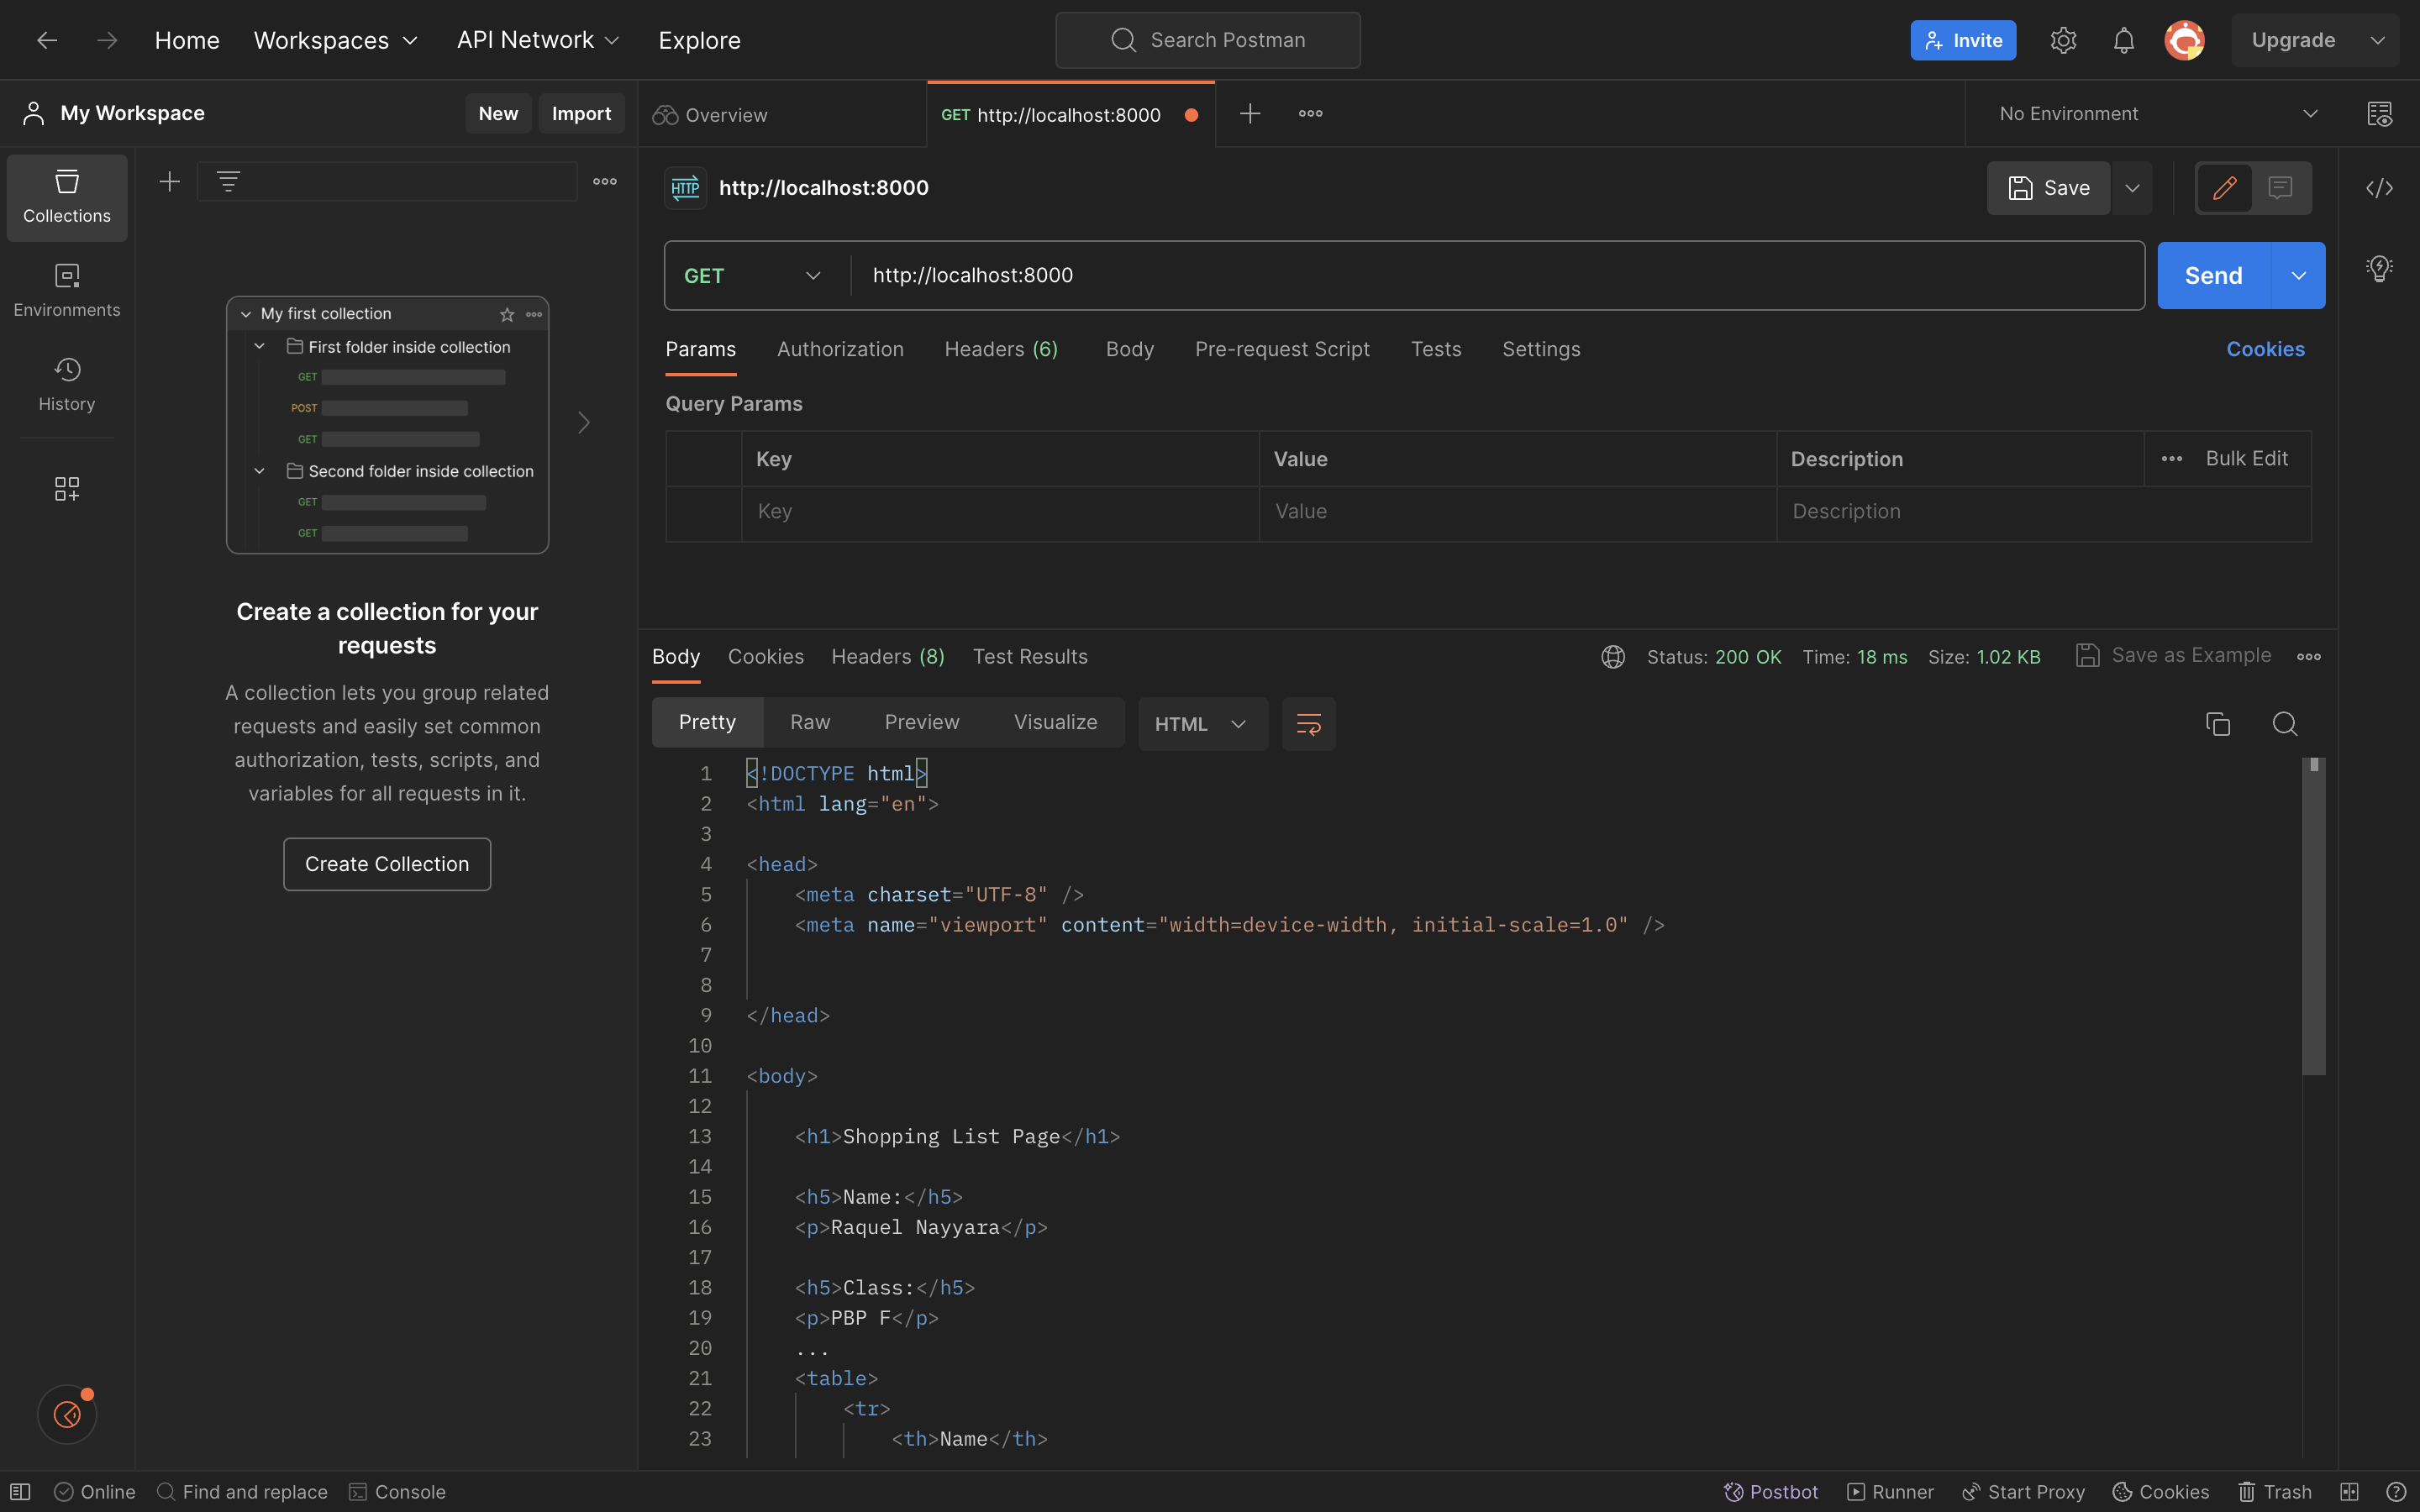 Home Workspaces API Network Explore Search Postman Invite Upgrade
My Workspace New Import Overview GET http://localhost:8000 No Environment
Collections
Environments
History
My first collection
First folder inside collection
GET
POST
GET
Second folder inside collection
GET
GET
Create a collection for your
requests
A collection lets you group related
requests and easily set common
authorization, tests, scripts, and
variables for all requests in it.
Create Collection
HTTP http://localhost:8000 Save
GET http://localhost:8000 Send
Params Authorization Headers (6) Body Pre-request Script Tests Settings Cookies
Query Params
Key Value Description Bulk Edit
Key Value Description
Body Cookies Headers (8) Test Results Status: 200 OK Time: 18 ms Size: 1.02 KB Save as Example
Pretty Raw Preview Visualize HTML
1 <!DOCTYPE html>
2 <html lang="en">
3
4 <head>
5 <meta charset="UTF-8" />
6 <meta name="viewport" content="width=device-width, initial-scale=1.0" />
7
8
9 </head>
10
11 <body>
12
13 <h1>Shopping List Page</h1>
14
15 <h5>Name:</h5>
16 <p>Raquel Nayyara</p>
17
18 <h5>Class:</h5>
19 <p>PBP F</p>
20 ...
21 <table>
22 <tr>
23 <th>Name</th>
Online Find and replace Console Postbot Runner Start Proxy Cookies Trash